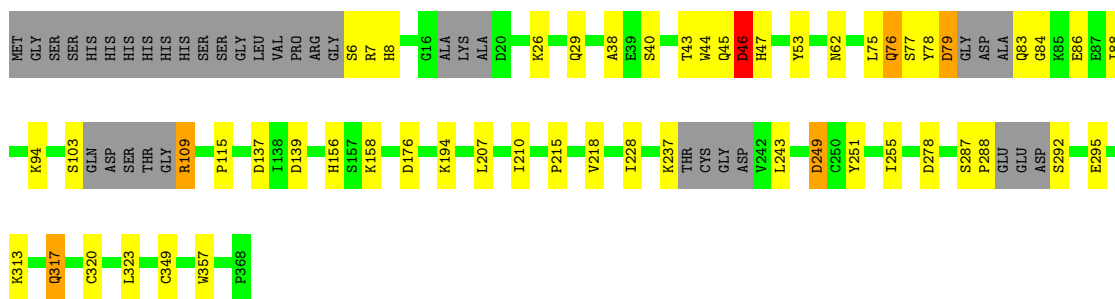 MET GLY SER SER HIS HIS HIS HIS HIS HIS SER SER GLY LEU VAL PRO ARG GLY S6 R7 H8 G16 ALA LYS ALA D20 K26 Q29 A38 E39 S40 T43 W44 Q45 D46 H47 Y53 N62 L75 Q76 S77 Y78 D79 GLY ASP ALA Q83 G84 K85 E86 E87
K94 S103 GLN ASP SER THR GLY R109 P115 D137 I138 D139 H156 S157 K158 D176 K194 L207 I210 P215 V218 I228 K237 THR CYS GLY ASP V242 L243 D249 C250 Y251 I255 D278 S287 P288 GLU GLU ASP S292 E295
K313 Q317 C320 L323 C349 W357 P368